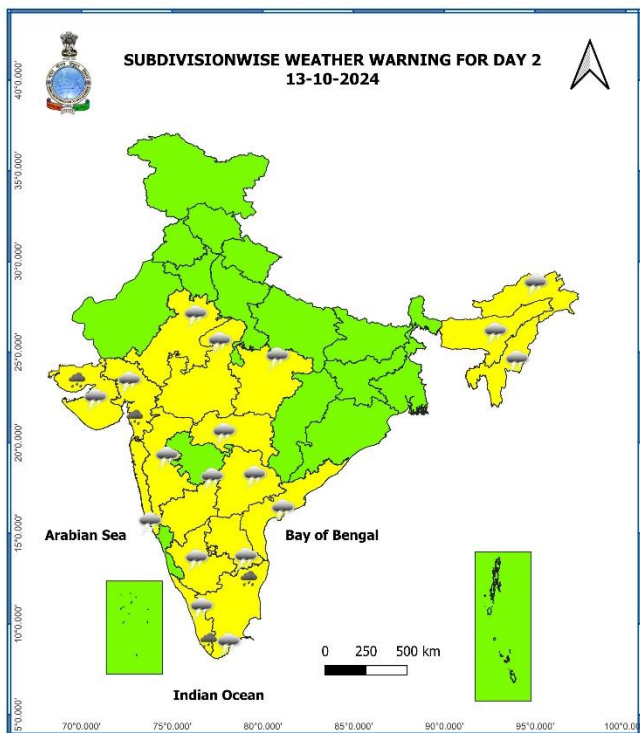 SUBDIVISIONWISE WEATHER WARNING FOR DAY 2
13-10-2024
40°0.000'
35°0.000'
30°0.000'
25°0.000'
20°0.000'
15°0.000'
10°0.000'
5°0.000'
Arabian Sea
Bay of Bengal
0 250 500 km
Indian Ocean
70°0.000' 75°0.000' 80°0.000' 85°0.000' 90°0.000' 95°0.000' 100°0.000'